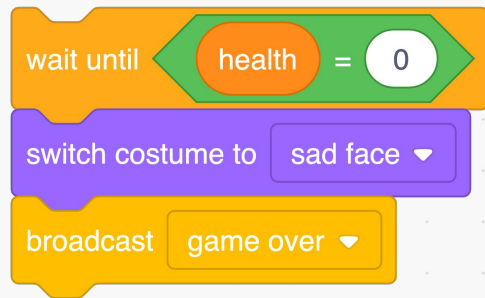 wait until health = 0
switch costume to sad face
broadcast game over